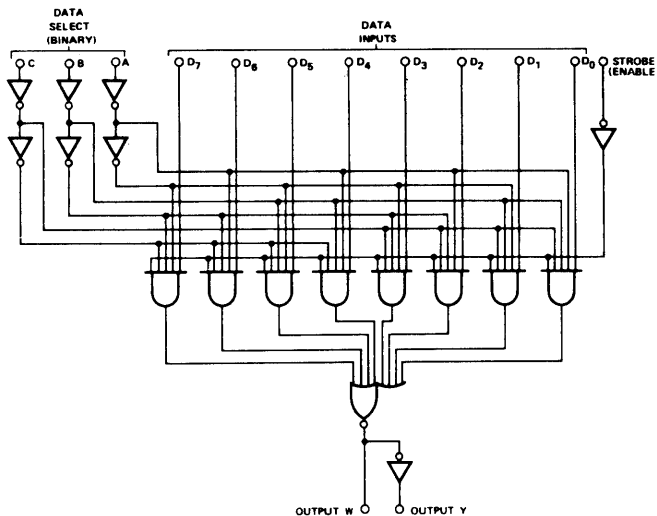 DATA
SELECT
(BINARY)
DATA
INPUTS
C B A D7 D6 D5 D4 D3 D2 D1 D0 STROBE
(ENABLE
OUTPUT W OUTPUT Y